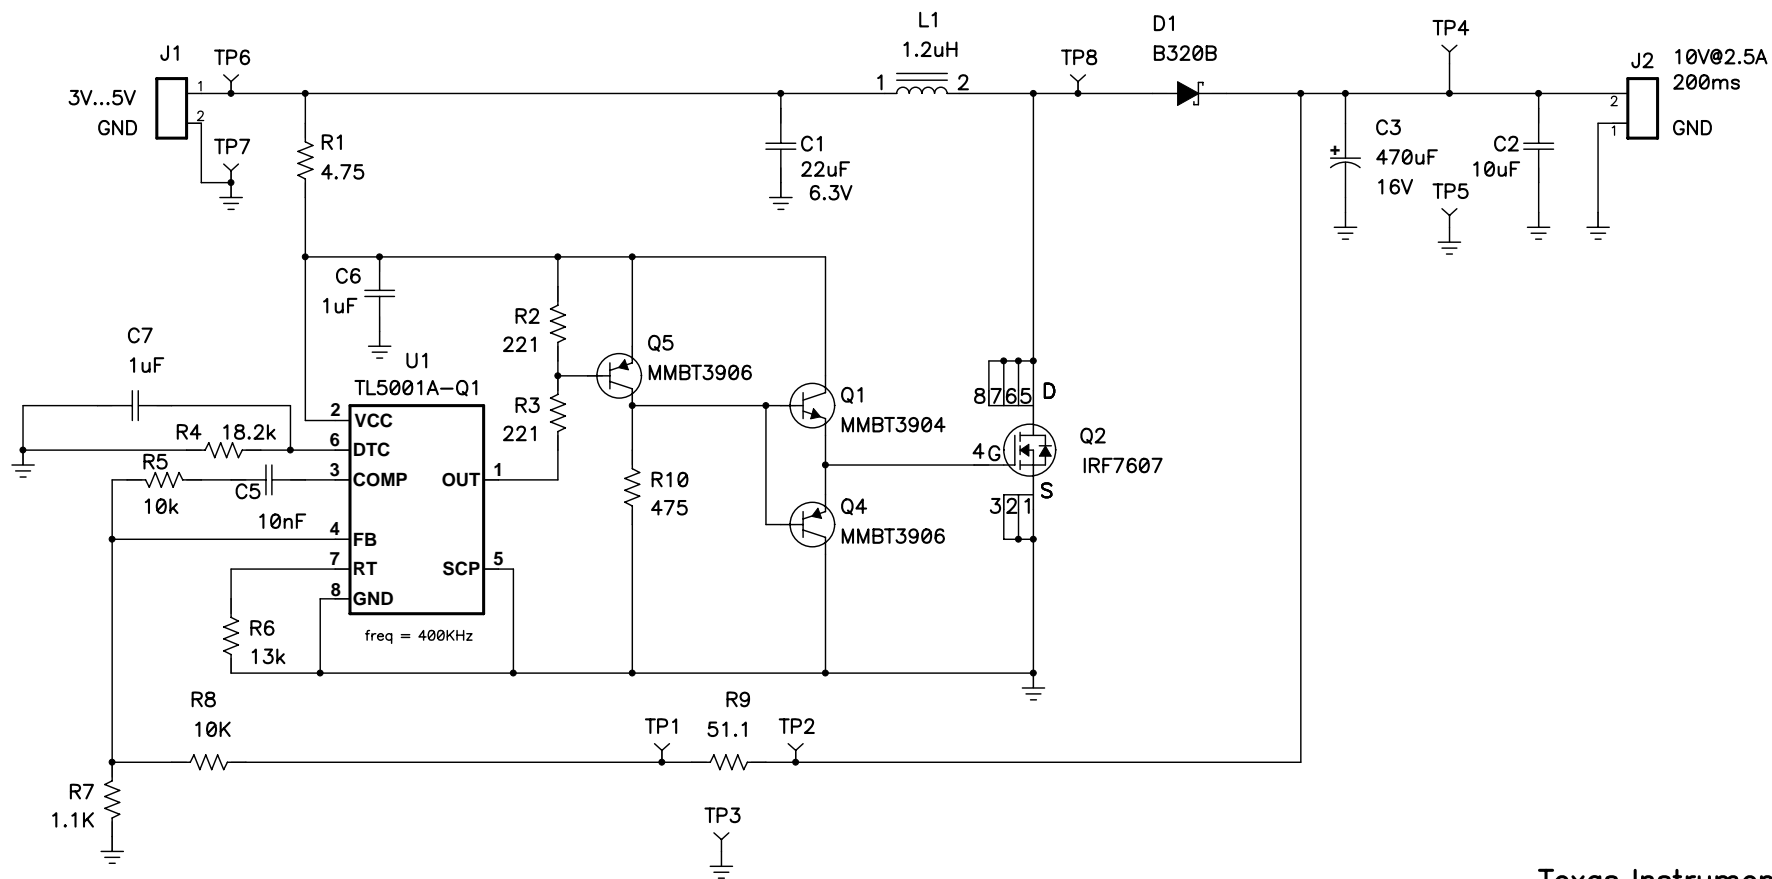 L1
1.2uH
D1
B320B
TP4
J1
TP6
TP8
J2
10V@2.5A
200ms
3V...5V
GND
1
2
1
2
2
1
GND
TP7
R1
4.75
C1
22uF
6.3V
C3
470uF
16V
C2
10uF
TP5
C6
1uF
R2
221
Q5
MMBT3906
C7
1uF
U1
TL5001A-Q1
R3
221
Q1
MMBT3904
8765
D
Q2
IRF7607
4
G
S
321
R4
18.2k
R5
10k
C5
10nF
2
VCC
6
DTC
3
COMP
OUT
1
4
FB
7
RT
SCP
5
8
GND
freq = 400KHz
R10
475
Q4
MMBT3906
R6
13k
R8
10K
R9
51.1
TP1
TP2
R7
1.1K
TP3